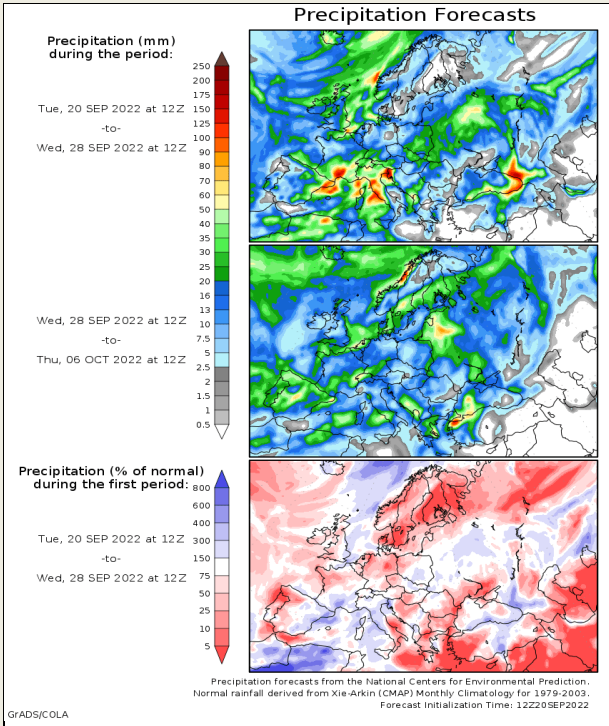 Precipitation Forecasts
Precipitation (mm)
during the period:
Tue, 20 SEP 2022 at 12Z
-to-
Wed, 28 SEP 2022 at 12Z
250
200
175
150
125
100
90
80
70
60
50
40
35
30
25
20
16
13
10
7.5
5
2.5
2
1.5
1
0.5
Wed, 28 SEP 2022 at 12Z
-to-
Thu, 06 OCT 2022 at 12Z
Precipitation (% of normal)
during the first period:
Tue, 20 SEP 2022 at 12Z
-to-
Wed, 28 SEP 2022 at 12Z
800
600
400
300
150
75
50
25
10
5
Precipitation forecasts from the National Centers for Environmental Prediction.
Normal rainfall derived from Xie-Arkin (CMAP) Monthly Climatology for 1979-2003.
Forecast Initialization Time: 12Z20SEP2022
GrADS/COLA